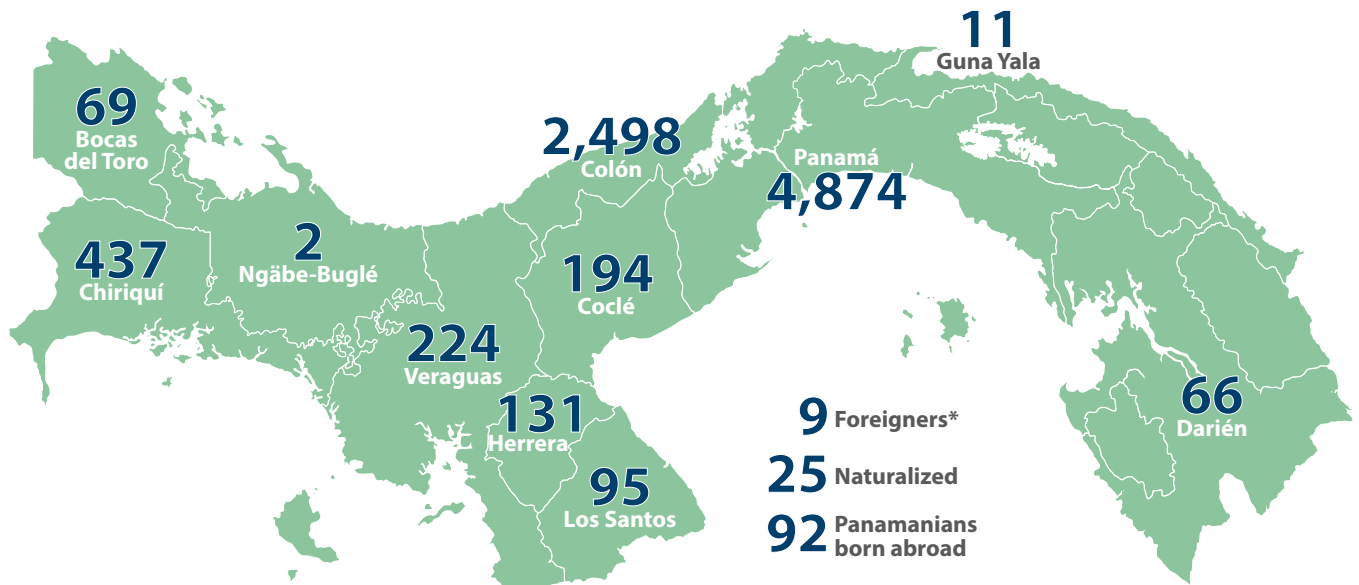 11
Guna Yala
69
Bocas
del Toro
2,498
Colón
Panamá
4,874
437
Chiriquí
2
Ngäbe-Buglé
194
Coclé
224
Veraguas
131
Herrera
95
Los Santos
66
Darién
9 Foreigners*
25 Naturalized
92 Panamanians
born abroad